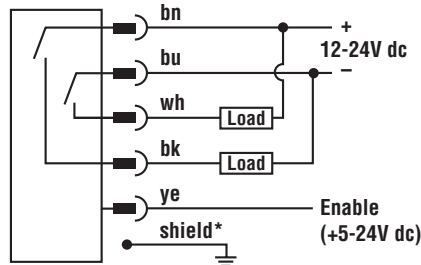 bn
+
12-24V dc
bu
–
wh
Load
bk
Load
ye
Enable
(+5-24V dc)
shield*